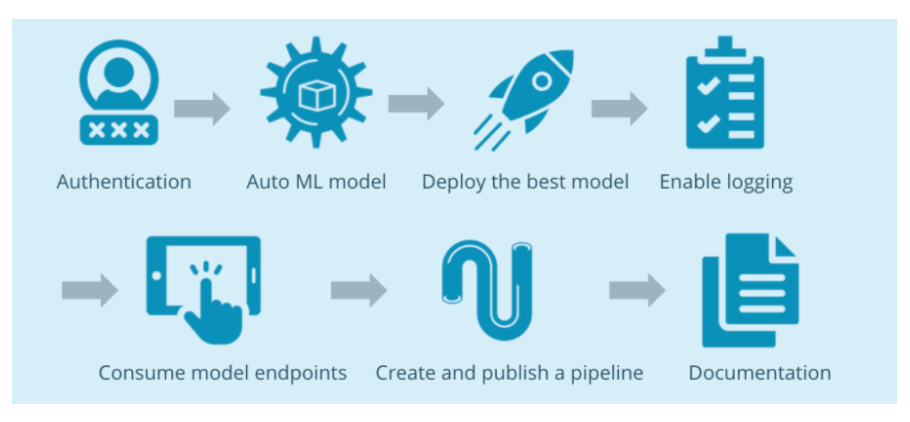 Authentication
Auto ML model
Deploy the best model
Enable logging
Consume model endpoints
Create and publish a pipeline
Documentation